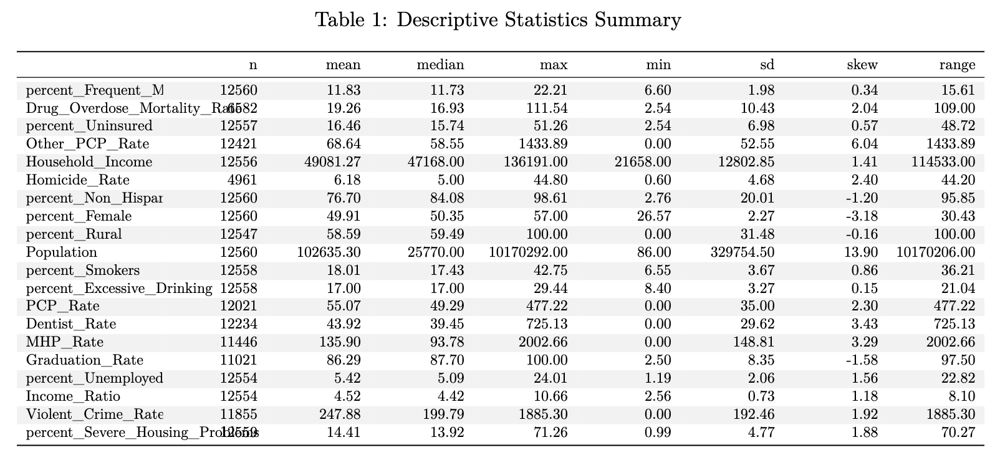 Table 1: Descriptive Statistics Summary
n mean median max min sd skew range
percent_Frequent_M 12560 11.83 11.73 22.21 6.60 1.98 0.34 15.61
Drug_Overdose_Mortality_Rate 6582 19.26 16.93 111.54 2.54 10.43 2.04 109.00
percent_Uninsured 12557 16.46 15.74 51.26 2.54 6.98 0.57 48.72
Other_PCP_Rate 12421 68.64 58.55 1433.89 0.00 52.55 6.04 1433.89
Household_Income 12556 49081.27 47168.00 136191.00 21658.00 12802.85 1.41 114533.00
Homicide_Rate 4961 6.18 5.00 44.80 0.60 4.68 2.40 44.20
percent_Non_Hispan 12560 76.70 84.08 98.61 2.76 20.01 -1.20 95.85
percent_Female 12560 49.91 50.35 57.00 26.57 2.27 -3.18 30.43
percent_Rural 12547 58.59 59.49 100.00 0.00 31.48 -0.16 100.00
Population 12560 102635.30 25770.00 10170292.00 86.00 329754.50 13.90 10170206.00
percent_Smokers 12558 18.01 17.43 42.75 6.55 3.67 0.86 36.21
percent_Excessive_Drinking 12558 17.00 17.00 29.44 8.40 3.27 0.15 21.04
PCP_Rate 12021 55.07 49.29 477.22 0.00 35.00 2.30 477.22
Dentist_Rate 12234 43.92 39.45 725.13 0.00 29.62 3.43 725.13
MHP_Rate 11446 135.90 93.78 2002.66 0.00 148.81 3.29 2002.66
Graduation_Rate 11021 86.29 87.70 100.00 2.50 8.35 -1.58 97.50
percent_Unemployed 12554 5.42 5.09 24.01 1.19 2.06 1.56 22.82
Income_Ratio 12554 4.52 4.42 10.66 2.56 0.73 1.18 8.10
Violent_Crime_Rate 11855 247.88 199.79 1885.30 0.00 192.46 1.92 1885.30
percent_Severe_Housing_Problems 14.41 13.92 71.26 0.99 4.77 1.88 70.27